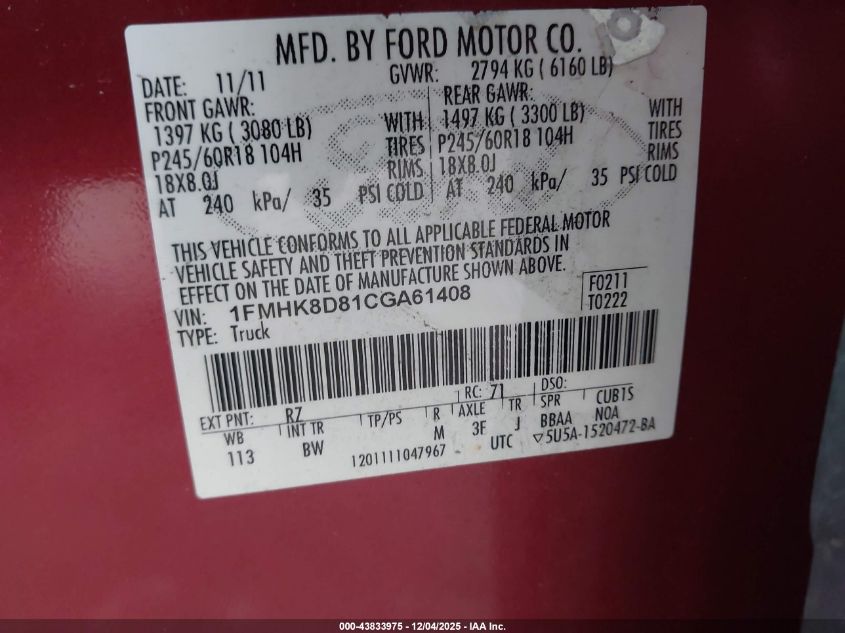 MFD. BY FORD MOTOR CO.
DATE: 11/11 GVWR: 2794 KG ( 6160 LB)
FRONT GAWR: REAR GAWR:
1397 KG ( 3080 LB) WITH 1497 KG ( 3300 LB) WITH
P245/60R18 104H TIRES P245/60R18 104H TIRES
18X8.0J RIMS 18X8.0J RIMS
AT 240 kPa/ 35 PSI COLD AT 240 kPa/ 35 PSI COLD
THIS VEHICLE CONFORMS TO ALL APPLICABLE FEDERAL MOTOR
VEHICLE SAFETY AND THEFT PREVENTION STANDARDS IN
EFFECT ON THE DATE OF MANUFACTURE SHOWN ABOVE.
VIN: 1FMHK8D81CGA61408 F0211
TYPE: Truck T0222
EXT PNT: RZ RC: 71 DSO:
WB INT TR TP/PS R AXLE TR SPR CUB1S
113 BW M 3F J BBAA NOA
1201111047967 UTC ▽5U5A-1520472-BA
000-43833975 - 12/04/2025 - IAA Inc.